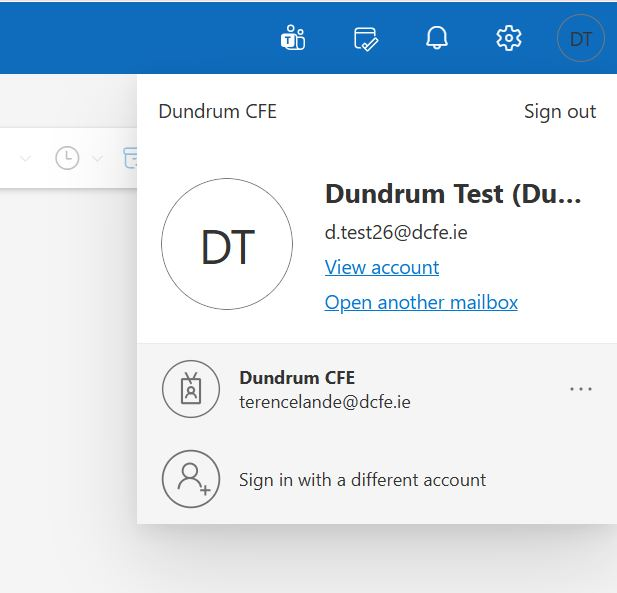 DT
Dundrum CFE
Sign out
DT
Dundrum Test (Du...
d.test26@dcfe.ie
View account
Open another mailbox
Dundrum CFE
terencelande@dcfe.ie
...
Sign in with a different account